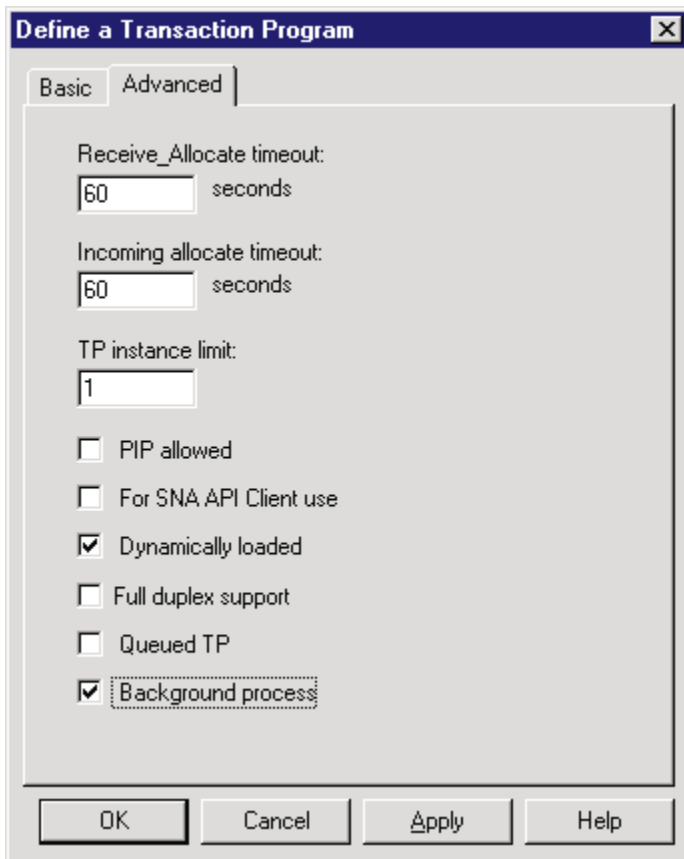 Define a Transaction Program
Basic
Advanced
Receive_Allocate timeout:
60
seconds
Incoming allocate timeout:
60
seconds
TP instance limit:
1
PIP allowed
For SNA API Client use
Dynamically loaded
Full duplex support
Queued TP
Background process
OK
Cancel
Apply
Help